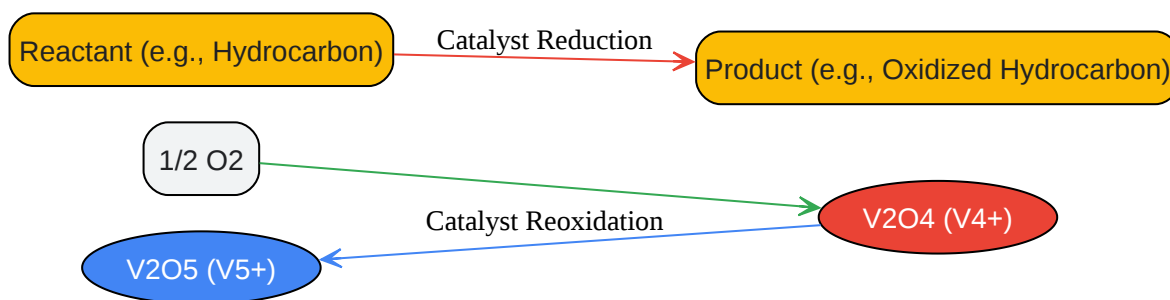 Reactant (e.g., Hydrocarbon)
Catalyst Reduction
Product (e.g., Oxidized Hydrocarbon)
1/2 O2
V2O4 (V4+)
Catalyst Reoxidation
V2O5 (V5+)